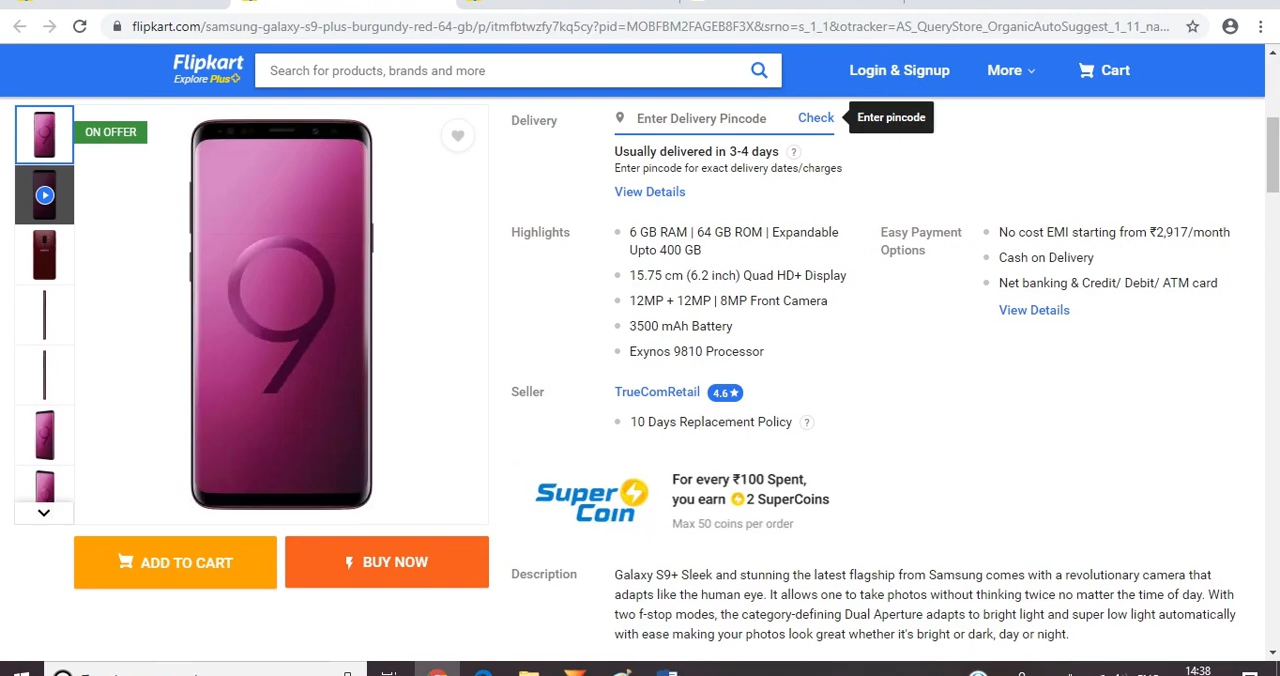 flipkart.com/samsung-galaxy-s9-plus-burgundy-red-64-gb/p/itmfbtwzfy7kq5cy?pid=MOBFBM2FAGEB8F3X&srno=s_1_1&otracker=AS_QueryStore_OrganicAutoSuggest_1_11_na...
Flipkart
Explore Plus
Search for products, brands and more
Login & Signup
More
Cart
ON OFFER
9
ADD TO CART
BUY NOW
Delivery
Enter Delivery Pincode
Check
Enter pincode
Usually delivered in 3-4 days ?
Enter pincode for exact delivery dates/charges
View Details
Highlights
6 GB RAM | 64 GB ROM | Expandable
Upto 400 GB
15.75 cm (6.2 inch) Quad HD+ Display
12MP + 12MP | 8MP Front Camera
3500 mAh Battery
Exynos 9810 Processor
Easy Payment
Options
No cost EMI starting from ₹2,917/month
Cash on Delivery
Net banking & Credit/ Debit/ ATM card
View Details
Seller
TrueComRetail 4.6★
10 Days Replacement Policy ?
Super
Coin
For every ₹100 Spent,
you earn 2 SuperCoins
Max 50 coins per order
Description
Galaxy S9+ Sleek and stunning the latest flagship from Samsung comes with a revolutionary camera that
adapts like the human eye. It allows one to take photos without thinking twice no matter the time of day. With
two f-stop modes, the category-defining Dual Aperture adapts to bright light and super low light automatically
with ease making your photos look great whether it's bright or dark, day or night.
14:38